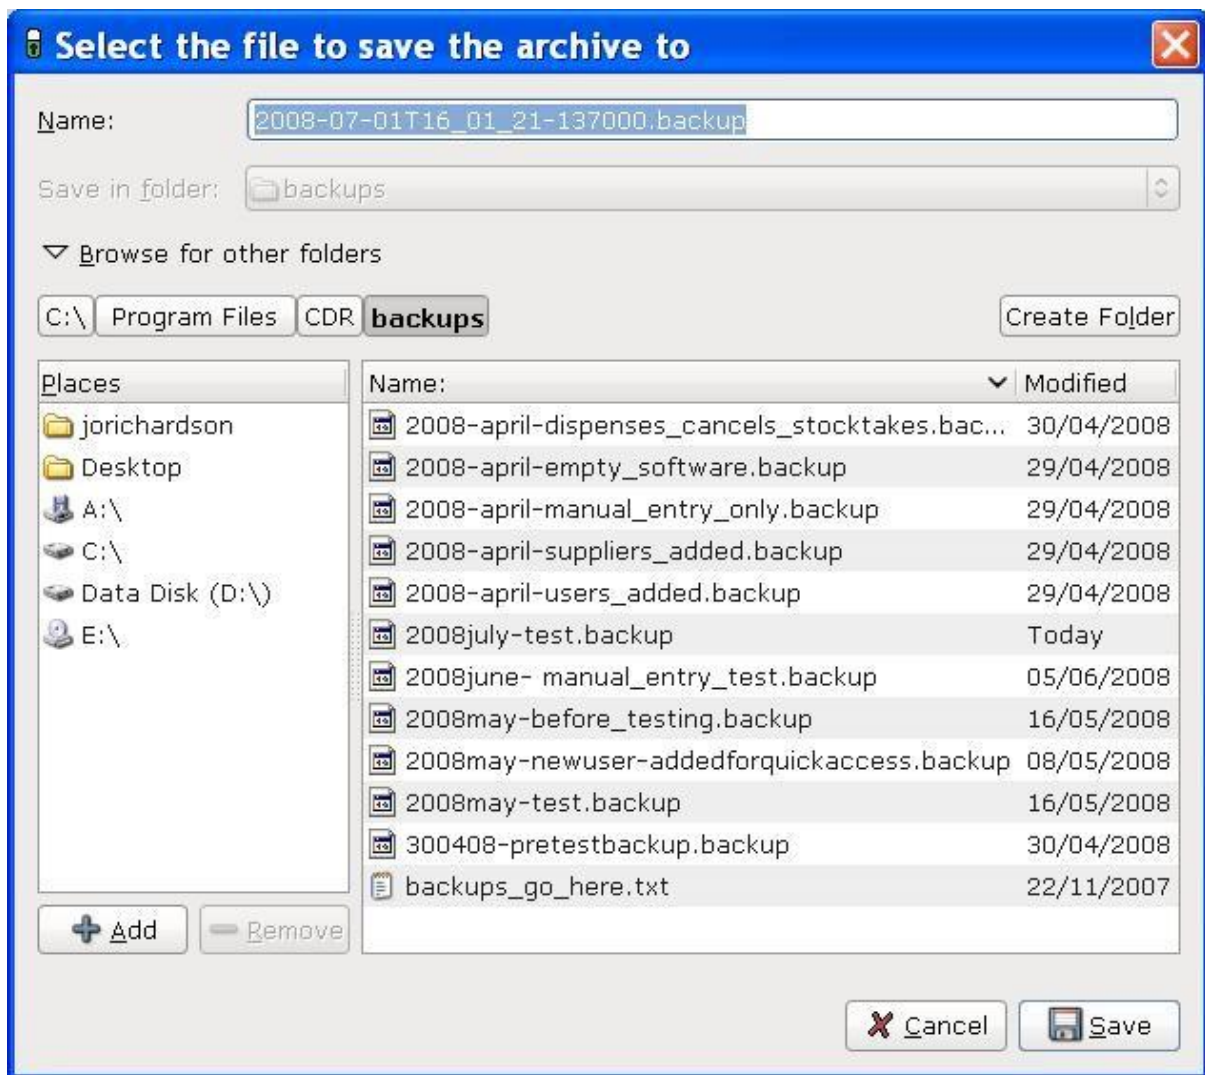 Select the file to save the archive to
Name: 2008-07-01T16_01_21-137000.backup
Save in folder: backups
Browse for other folders
C:\ Program Files CDR backups Create Folder
Places Name: Modified
jorichardson 2008-april-dispenses_cancels_stocktakes.bac... 30/04/2008
Desktop 2008-april-empty_software.backup 29/04/2008
A:\ 2008-april-manual_entry_only.backup 29/04/2008
C:\ 2008-april-suppliers_added.backup 29/04/2008
Data Disk (D:\) 2008-april-users_added.backup 29/04/2008
E:\ 2008july-test.backup Today
2008june- manual_entry_test.backup 05/06/2008
2008may-before_testing.backup 16/05/2008
2008may-newuser-addedforquickaccess.backup 08/05/2008
2008may-test.backup 16/05/2008
300408-pretestbackup.backup 30/04/2008
backups_go_here.txt 22/11/2007
Add Remove
Cancel Save